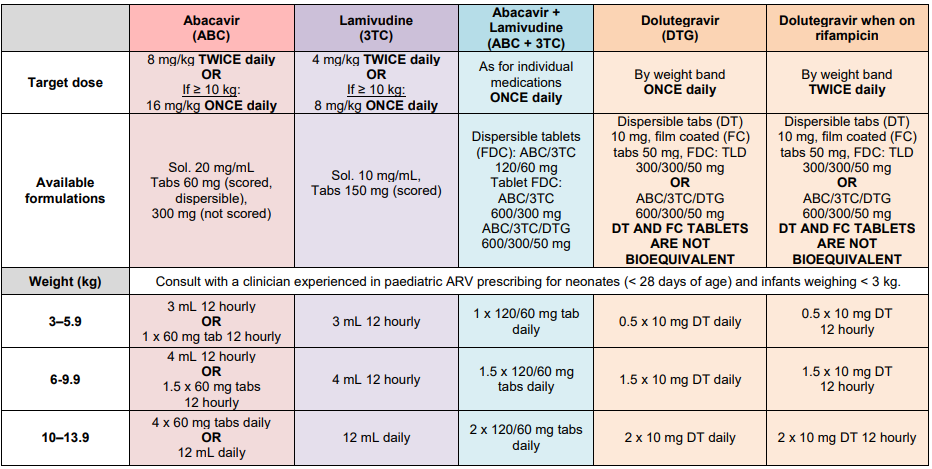 Abacavir
(ABC)
Lamivudine
(3TC)
Abacavir +
Lamivudine
(ABC + 3TC)
Dolutegravir
(DTG)
Dolutegravir when on
rifampicin
Target dose
8 mg/kg TWICE daily
OR
If ≥ 10 kg:
16 mg/kg ONCE daily
4 mg/kg TWICE daily
OR
If ≥ 10 kg:
8 mg/kg ONCE daily
As for individual
medications
ONCE daily
By weight band
ONCE daily
By weight band
TWICE daily
Available
formulations
Sol. 20 mg/mL
Tabs 60 mg (scored,
dispersible),
300 mg (not scored)
Sol. 10 mg/mL,
Tabs 150 mg (scored)
Dispersible tablets
(FDC): ABC/3TC
120/60 mg
Tablet FDC:
ABC/3TC
600/300 mg
ABC/3TC/DTG
600/300/50 mg
Dispersible tabs (DT)
10 mg, film coated (FC)
tabs 50 mg, FDC: TLD
300/300/50 mg
OR
ABC/3TC/DTG
600/300/50 mg
DT AND FC TABLETS
ARE NOT
BIOEQUIVALENT
Dispersible tabs (DT)
10 mg, film coated (FC)
tabs 50 mg, FDC: TLD
300/300/50 mg
OR
ABC/3TC/DTG
600/300/50 mg
DT AND FC TABLETS
ARE NOT
BIOEQUIVALENT
Weight (kg)
Consult with a clinician experienced in paediatric ARV prescribing for neonates (< 28 days of age) and infants weighing < 3 kg.
3–5.9
3 mL 12 hourly
OR
1 x 60 mg tab 12 hourly
3 mL 12 hourly
1 x 120/60 mg tab
daily
0.5 x 10 mg DT daily
0.5 x 10 mg DT
12 hourly
6-9.9
4 mL 12 hourly
OR
1.5 x 60 mg tabs
12 hourly
4 mL 12 hourly
1.5 x 120/60 mg
tabs daily
1.5 x 10 mg DT daily
1.5 x 10 mg DT
12 hourly
10–13.9
4 x 60 mg tabs daily
OR
12 mL daily
12 mL daily
2 x 120/60 mg tabs
daily
2 x 10 mg DT daily
2 x 10 mg DT 12 hourly